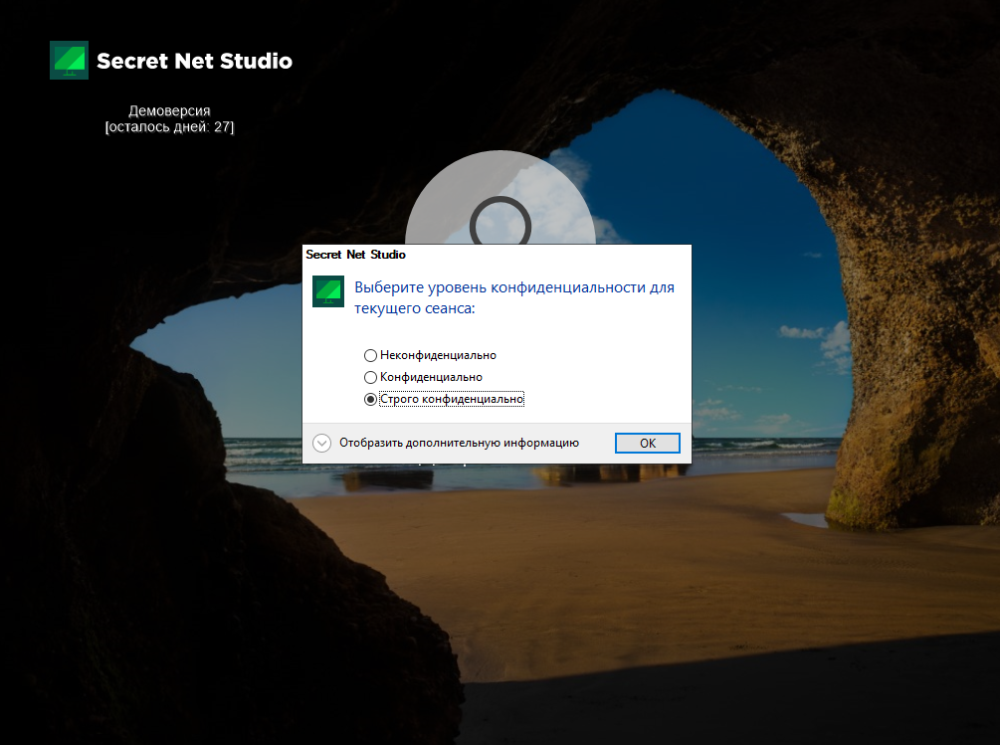 Secret Net Studio
Демоверсия
[осталось дней: 27]
Secret Net Studio
Выберите уровень конфиденциальности для
текущего сеанса:
Неконфиденциально
Конфиденциально
Строго конфиденциально
Отобразить дополнительную информацию
OK